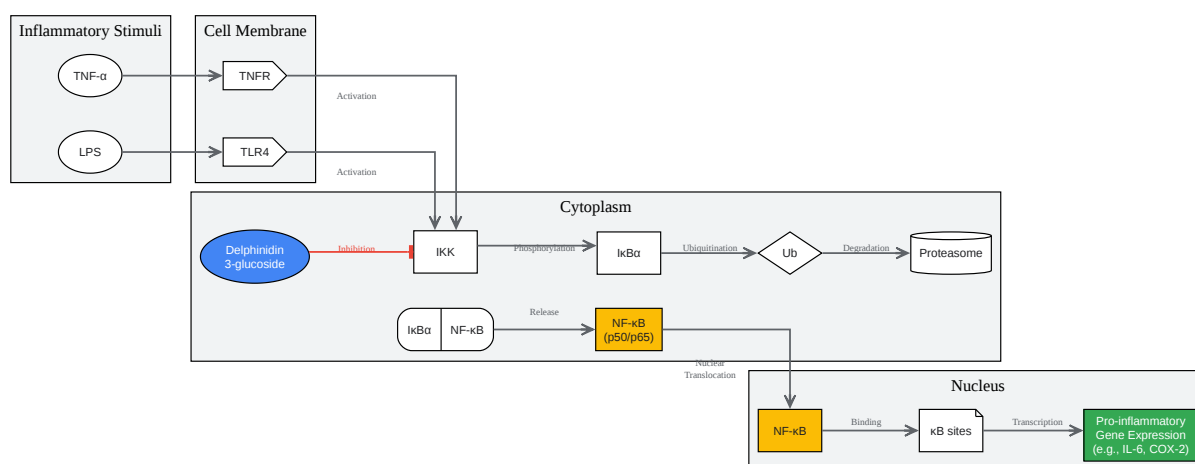 Inflammatory Stimuli
Cell Membrane
TNF-α
TNFR
Activation
LPS
TLR4
Activation
Cytoplasm
Delphinidin
3-glucoside
Inhibition
IKK
Phosphorylation
IκBα
Ubiquitination
Ub
Degradation
Proteasome
IκBα
NF-κB
Release
NF-κB
(p50/p65)
Nuclear
Translocation
Nucleus
NF-κB
Binding
κB sites
Transcription
Pro-inflammatory
Gene Expression
(e.g., IL-6, COX-2)